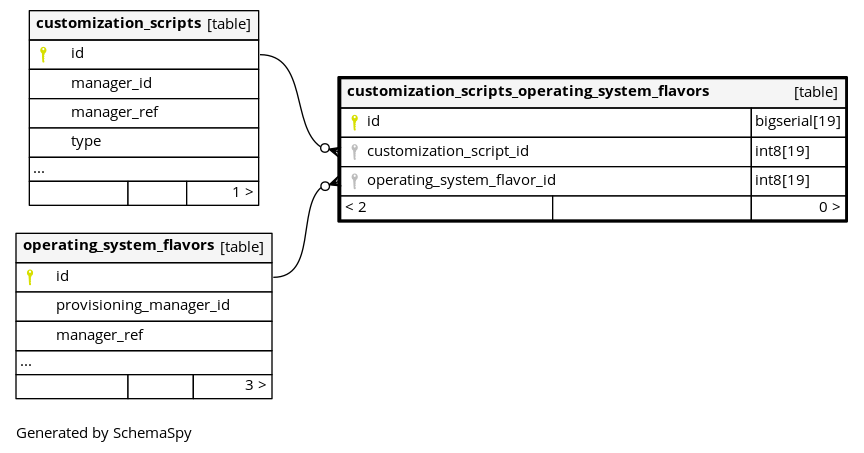 customization_scripts [table]
id
manager_id
manager_ref
type
...
1 >
customization_scripts_operating_system_flavors [table]
id bigserial[19]
customization_script_id int8[19]
operating_system_flavor_id int8[19]
< 2 0 >
operating_system_flavors [table]
id
provisioning_manager_id
manager_ref
...
3 >
Generated by SchemaSpy